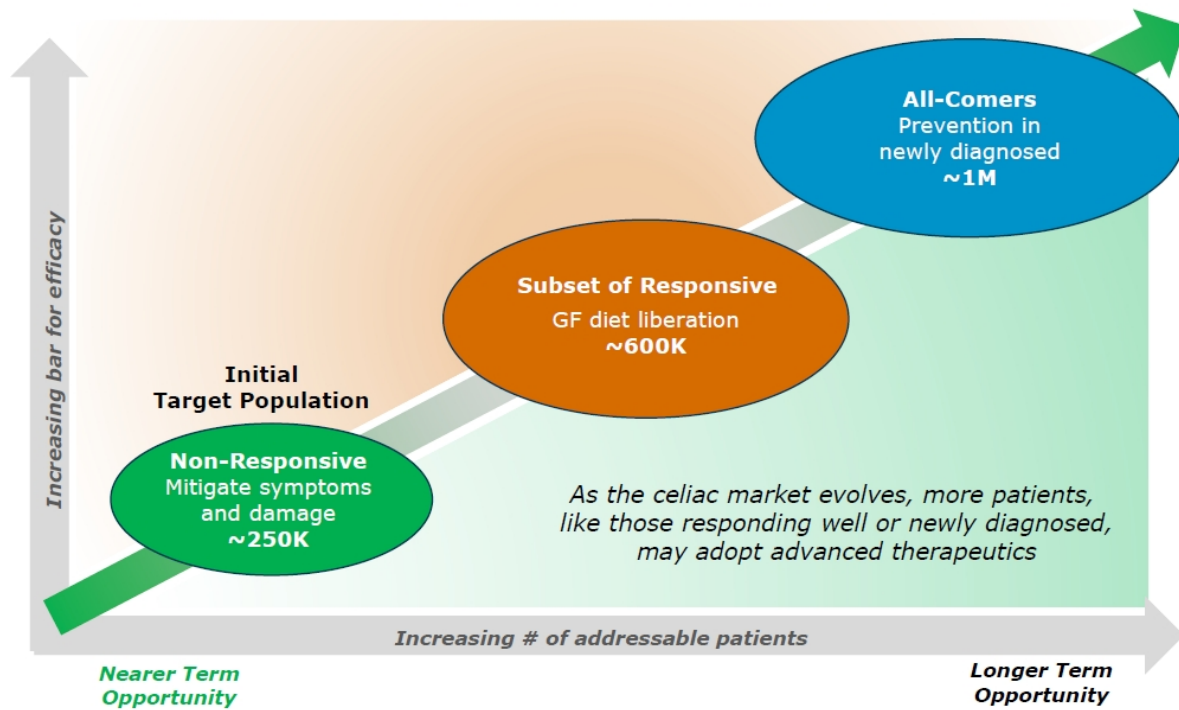 Increasing bar for efficacy
All-Comers
Prevention in
newly diagnosed
~1M
Subset of Responsive
GF diet liberation
~600K
Initial
Target Population
Non-Responsive
Mitigate symptoms
and damage
~250K
As the celiac market evolves, more patients,
like those responding well or newly diagnosed,
may adopt advanced therapeutics
Increasing # of addressable patients
Nearer Term
Opportunity
Longer Term
Opportunity